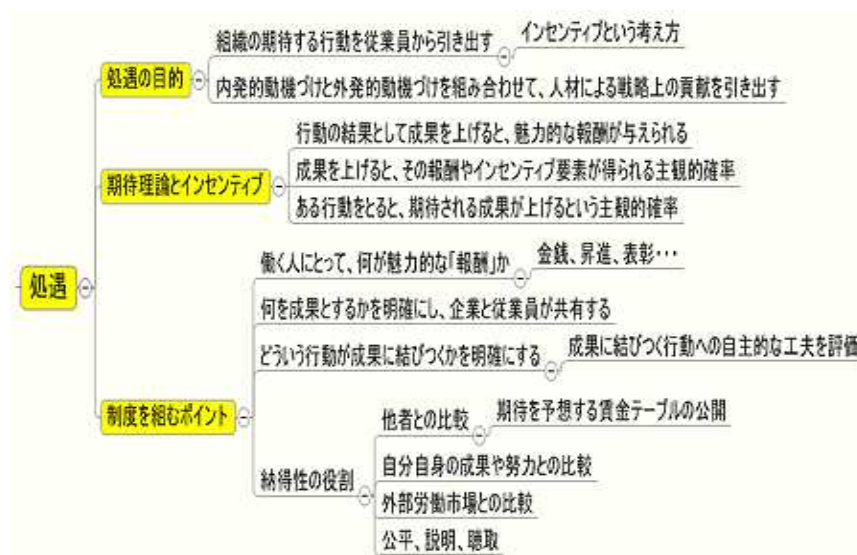 処遇
処遇の目的
組織の期待する行動を従業員から引き出す
インセンティブという考え方
内発的動機づけと外発的動機づけを組み合わせて、人材による戦略上の貢献を引き出す
期待理論とインセンティブ
行動の結果として成果を上げると、魅力的な報酬が与えられる
成果を上げると、その報酬やインセンティブ要素が得られる主観的確率
ある行動をとると、期待される成果が上げるという主観的確率
制度を組むポイント
働く人にとって、何が魅力的な「報酬」か
金銭、昇進、表彰・・・
何を成果とするかを明確にし、企業と従業員が共有する
どういう行動が成果に結びつくかを明確にする
成果に結びつく行動への自主的な工夫を評価
納得性の役割
他者との比較
期待を予想する賃金テーブルの公開
自分自身の成果や努力との比較
外部労働市場との比較
公平、説明、聴取